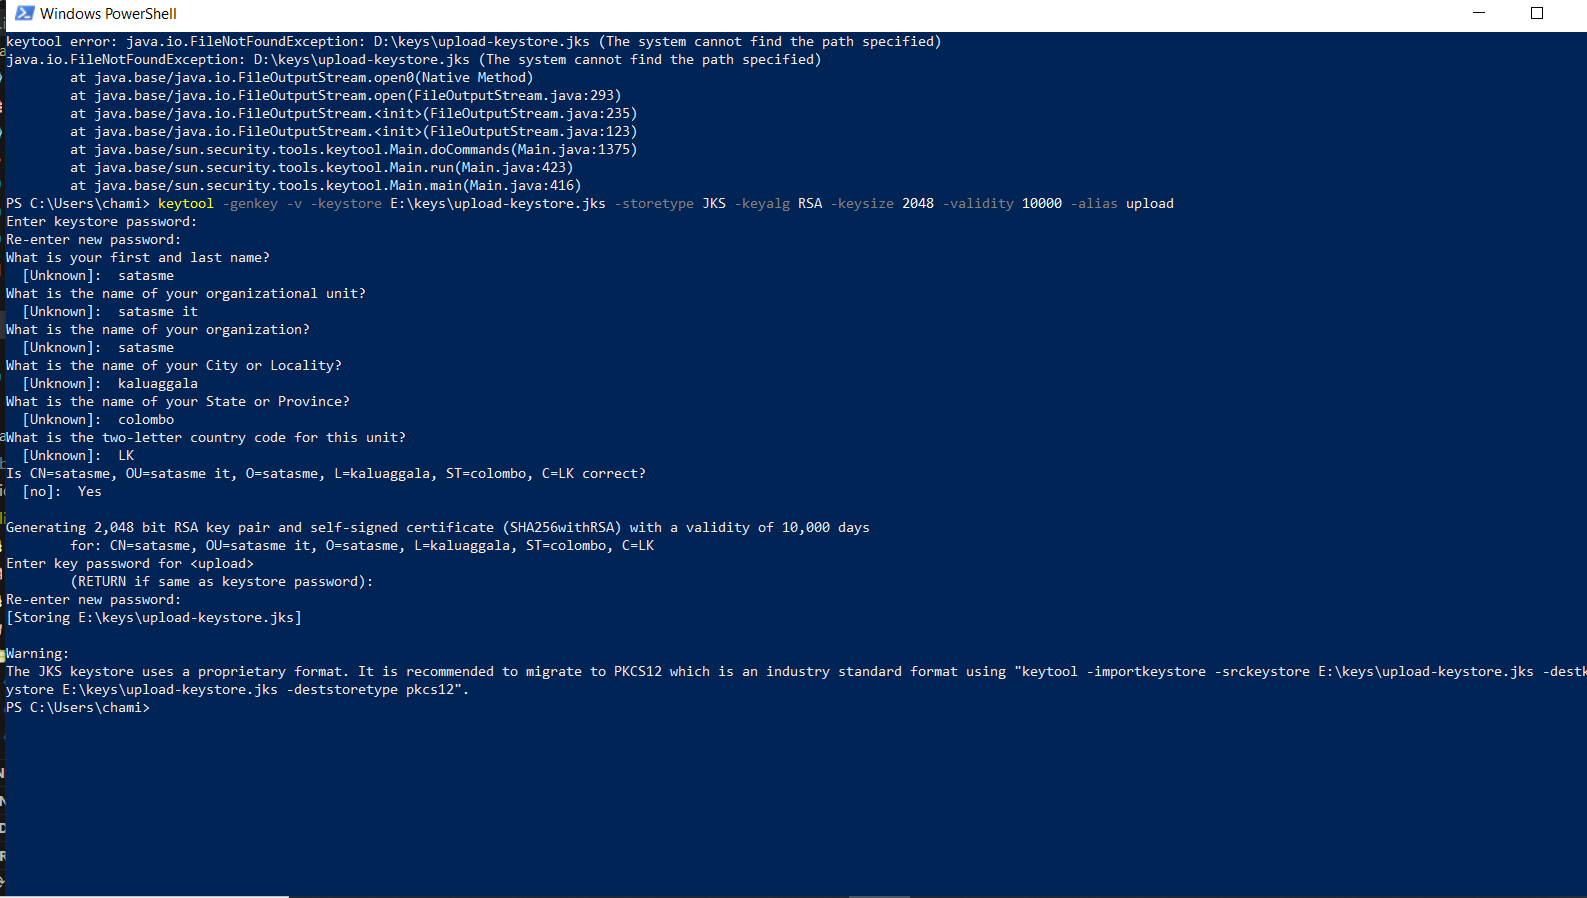 Windows PowerShell
keytool error: java.io.FileNotFoundException: D:\keys\upload-keystore.jks (The system cannot find the path specified)
java.io.FileNotFoundException: D:\keys\upload-keystore.jks (The system cannot find the path specified)
        at java.base/java.io.FileOutputStream.open0(Native Method)
        at java.base/java.io.FileOutputStream.open(FileOutputStream.java:293)
        at java.base/java.io.FileOutputStream.<init>(FileOutputStream.java:235)
        at java.base/java.io.FileOutputStream.<init>(FileOutputStream.java:123)
        at java.base/sun.security.tools.keytool.Main.doCommands(Main.java:1375)
        at java.base/sun.security.tools.keytool.Main.run(Main.java:423)
        at java.base/sun.security.tools.keytool.Main.main(Main.java:416)
PS C:\Users\chami> keytool -genkey -v -keystore E:\keys\upload-keystore.jks -storetype JKS -keyalg RSA -keysize 2048 -validity 10000 -alias upload
Enter keystore password:
Re-enter new password:
What is your first and last name?
  [Unknown]:  satasme
What is the name of your organizational unit?
  [Unknown]:  satasme it
What is the name of your organization?
  [Unknown]:  satasme
What is the name of your City or Locality?
  [Unknown]:  kaluaggala
What is the name of your State or Province?
  [Unknown]:  colombo
What is the two-letter country code for this unit?
  [Unknown]:  LK
Is CN=satasme, OU=satasme it, O=satasme, L=kaluaggala, ST=colombo, C=LK correct?
  [no]:  Yes
Generating 2,048 bit RSA key pair and self-signed certificate (SHA256withRSA) with a validity of 10,000 days
        for: CN=satasme, OU=satasme it, O=satasme, L=kaluaggala, ST=colombo, C=LK
Enter key password for <upload>
        (RETURN if same as keystore password):
Re-enter new password:
[Storing E:\keys\upload-keystore.jks]
Warning:
The JKS keystore uses a proprietary format. It is recommended to migrate to PKCS12 which is an industry standard format using "keytool -importkeystore -srckeystore E:\keys\upload-keystore.jks -destk
ystore E:\keys\upload-keystore.jks -deststoretype pkcs12".
PS C:\Users\chami>